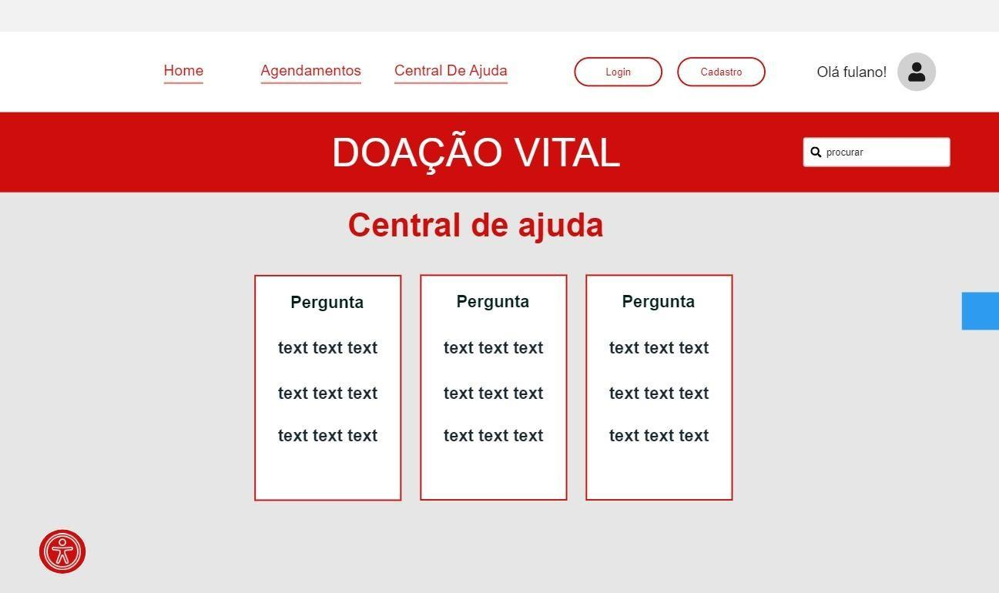 Home Agendamentos Central De Ajuda Login Cadastro Olá fulano!
DOAÇÃO VITAL procurar
Central de ajuda
Pergunta Pergunta Pergunta
text text text text text text text text text
text text text text text text text text text
text text text text text text text text text